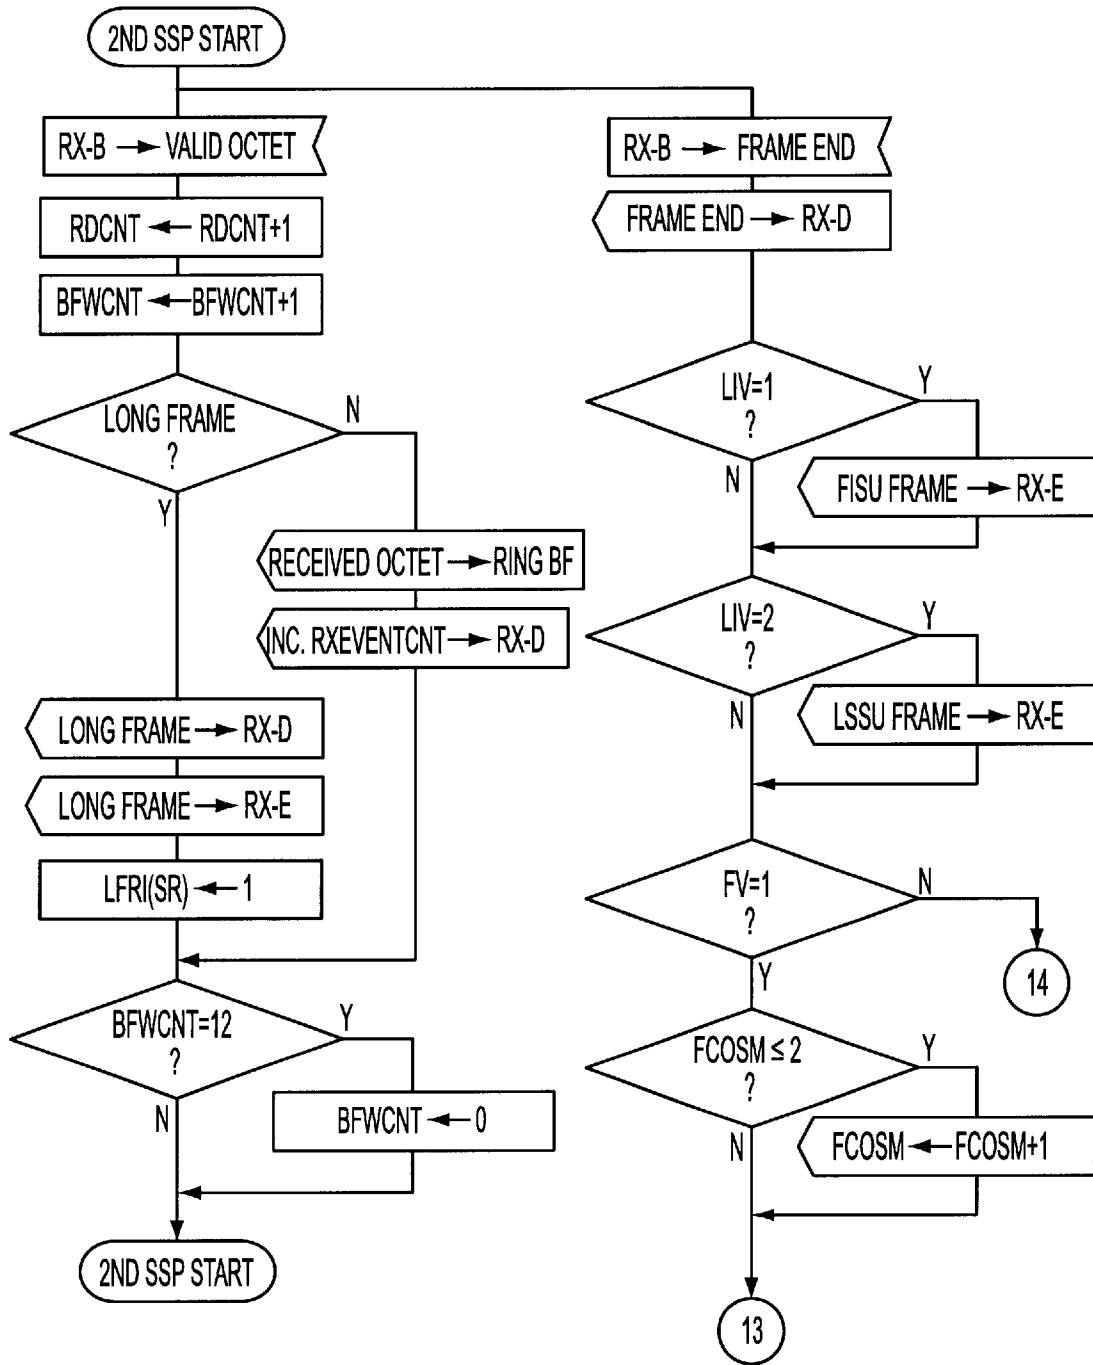 2ND SSP START
RX-B → VALID OCTET
RDCNT ← RDCNT+1
BFWCNT ← BFWCNT+1
LONG FRAME
?
N
Y
RECEIVED OCTET → RING BF
INC. RXEVENTCNT → RX-D
LONG FRAME → RX-D
LONG FRAME → RX-E
LFRI(SR) ← 1
BFWCNT=12
?
Y
N
BFWCNT ← 0
2ND SSP START
RX-B → FRAME END
FRAME END → RX-D
LIV=1
?
Y
N
FISU FRAME → RX-E
LIV=2
?
Y
N
LSSU FRAME → RX-E
FV=1
?
N
Y
14
FCOSM ≤ 2
?
Y
N
FCOSM ← FCOSM+1
13